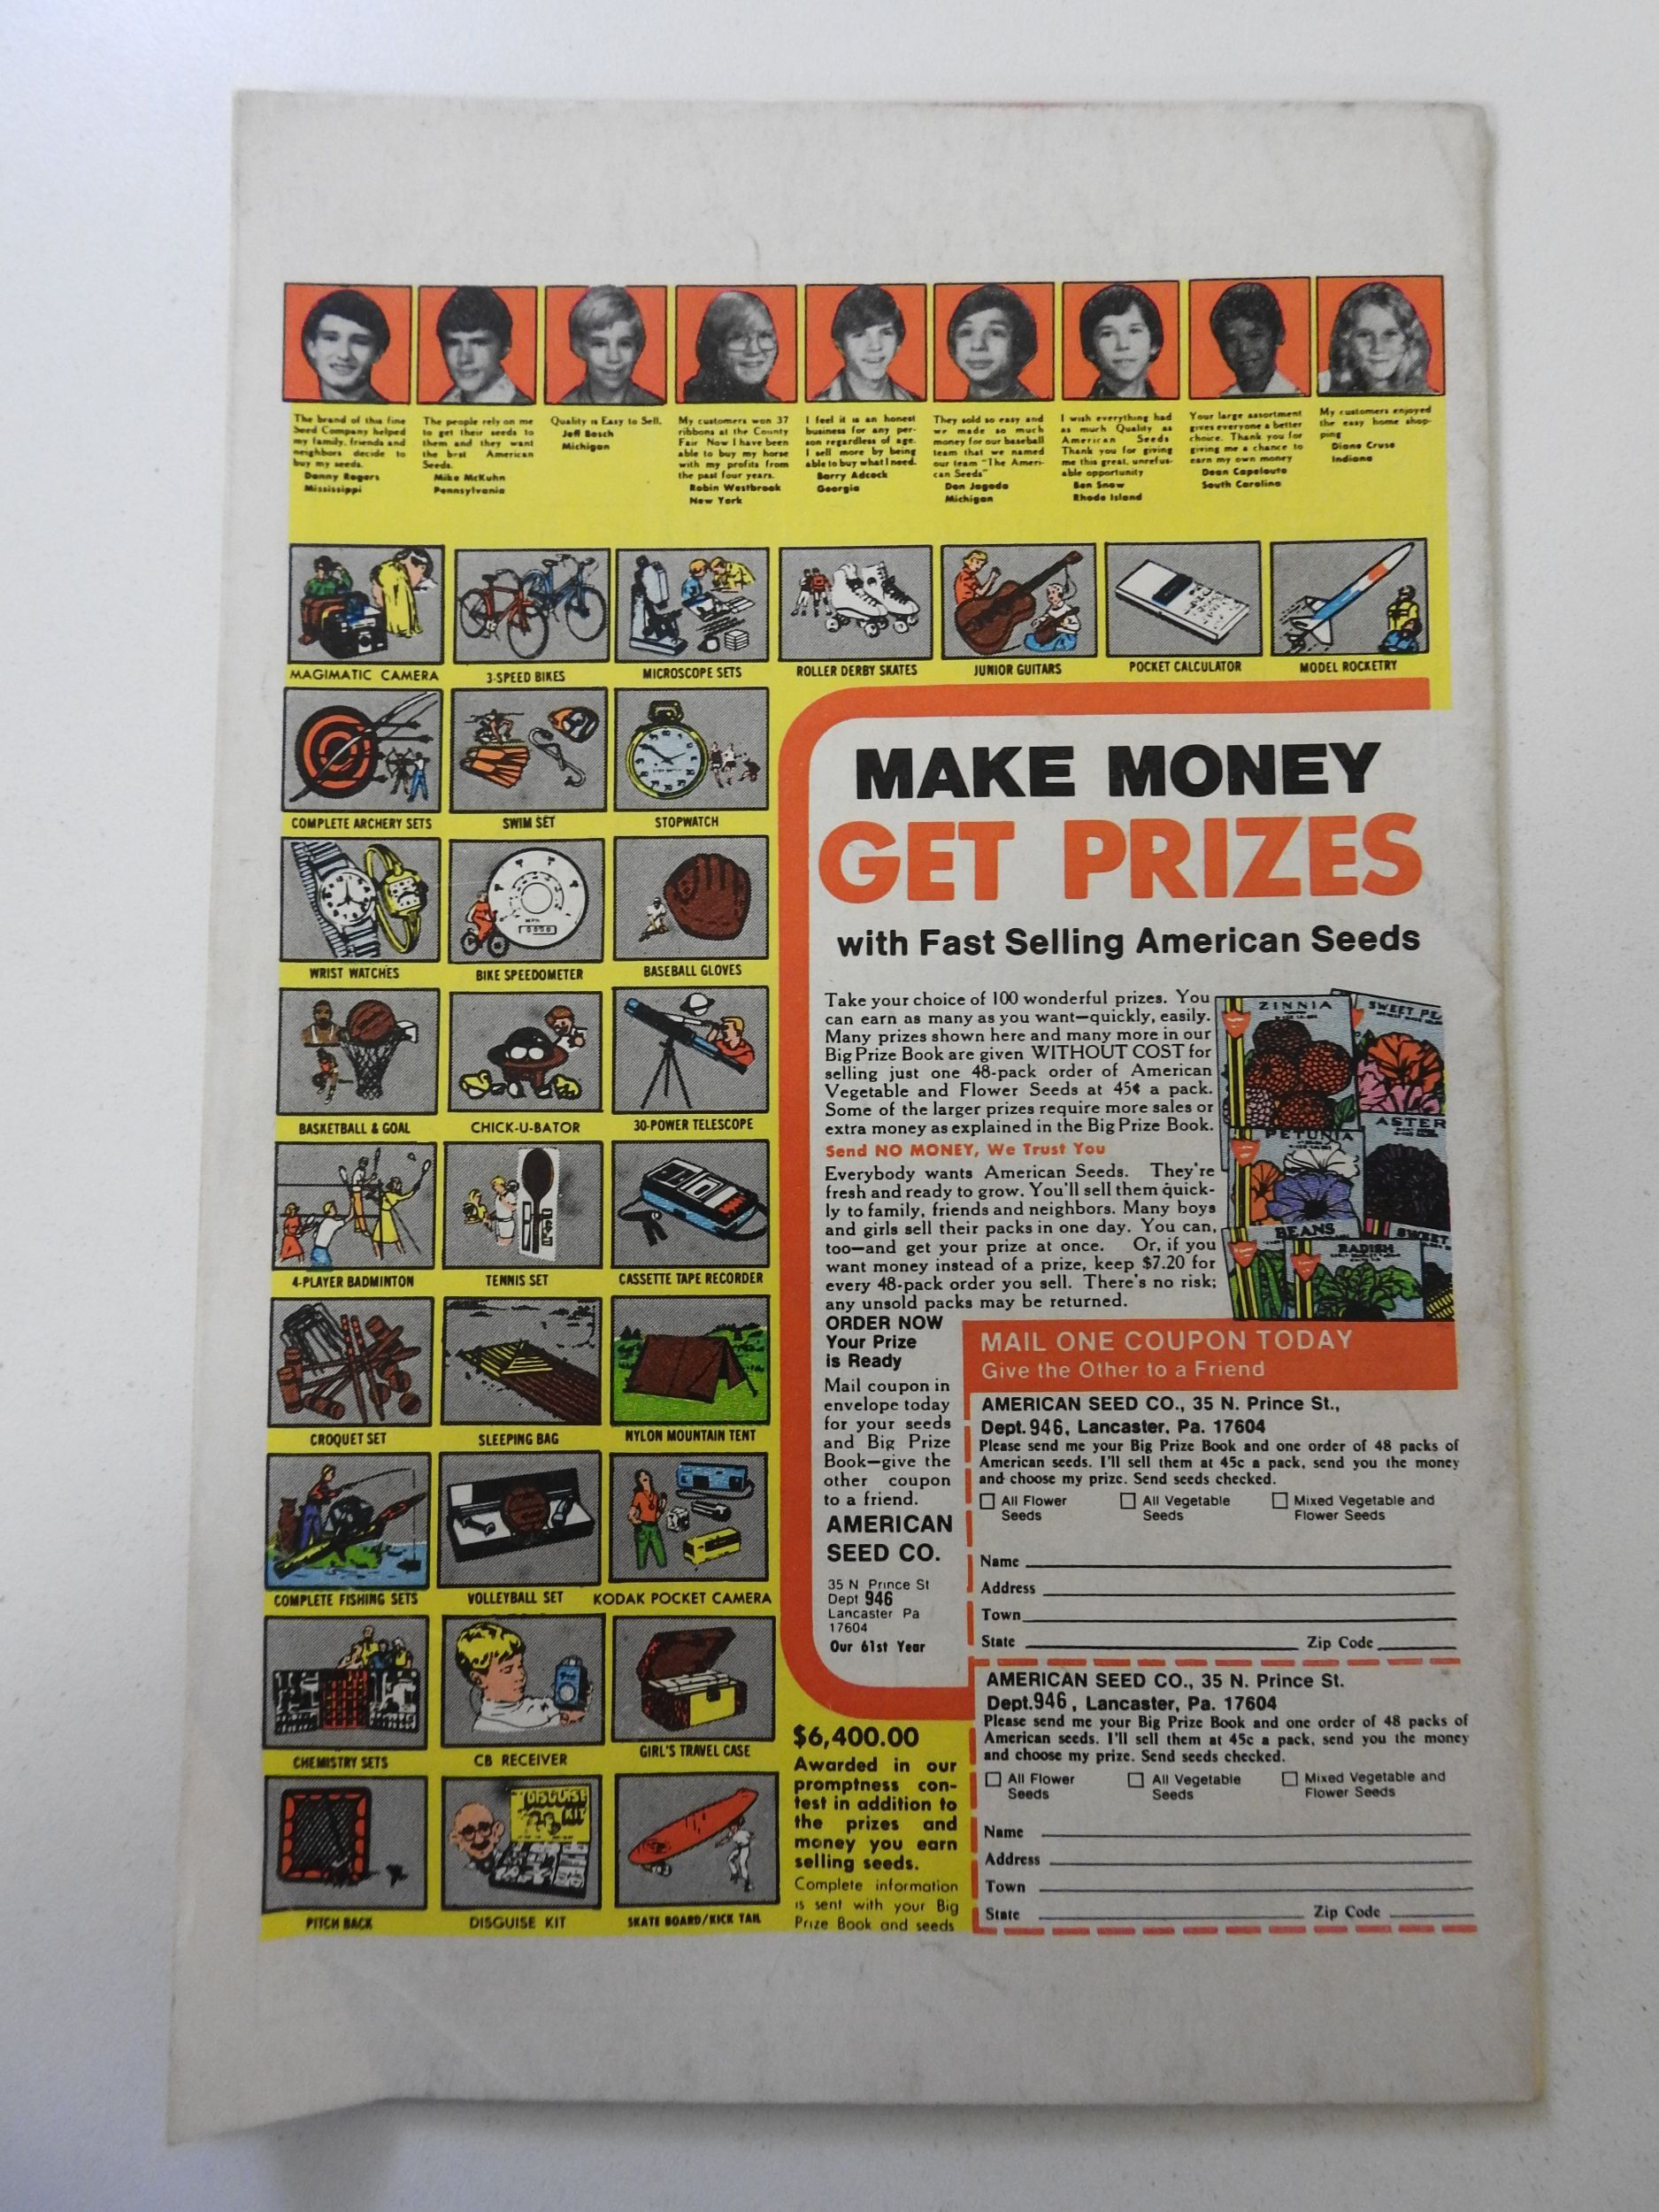 The brand of this fine
Seed Company helped
my family, friends and
neighbors decide to
buy my seeds.
Danny Rogers
Mississippi
The people rely on me
to get their seeds to
them and they want
the best American
Seeds.
Mike McKuhn
Pennsylvania
Quality is Easy to Sell.
Jeff Bosch
Michigan
My customers won 37
ribbons at the County
Fair Now I have been
able to buy my horse
with my profits from
the past four years.
Robin Westbrook
New York
I feel it is an honest
business for any per-
son regardless of age.
I sell more by being
able to buy what I need.
Barry Adcock
Georgia
They sold so easy and
we made so much
money for our baseball
team that we named
our team "The Ameri-
can Seeds"
Don Jagoda
Michigan
I wish everything had
as much Quality as
American Seeds
Thank you for giving
me this great, unrefus-
able opportunity
Ben Snow
Rhode Island
Your large assortment
gives everyone a better
choice. Thank you for
giving me a chance to
earn my own money
Dean Capelouto
South Carolina
My customers enjoyed
the easy home shop-
ping
Diane Cruse
Indiana
MAGIMATIC CAMERA
3-SPEED BIKES
MICROSCOPE SETS
ROLLER DERBY SKATES
JUNIOR GUITARS
POCKET CALCULATOR
MODEL ROCKETRY
COMPLETE ARCHERY SETS
SWIM SET
STOPWATCH
WRIST WATCHES
BIKE SPEEDOMETER
BASEBALL GLOVES
BASKETBALL & GOAL
CHICK-U-BATOR
30-POWER TELESCOPE
4-PLAYER BADMINTON
TENNIS SET
CASSETTE TAPE RECORDER
CROQUET SET
SLEEPING BAG
NYLON MOUNTAIN TENT
COMPLETE FISHING SETS
VOLLEYBALL SET
KODAK POCKET CAMERA
CHEMISTRY SETS
CB RECEIVER
GIRL'S TRAVEL CASE
DISGUISE
KIT
PITCH BACK
DISGUISE KIT
SKATE BOARD/KICK TAIL
MAKE MONEY
GET PRIZES
with Fast Selling American Seeds
Take your choice of 100 wonderful prizes. You
can earn as many as you want—quickly, easily.
Many prizes shown here and many more in our
Big Prize Book are given WITHOUT COST for
selling just one 48-pack order of American
Vegetable and Flower Seeds at 45¢ a pack.
Some of the larger prizes require more sales or
extra money as explained in the Big Prize Book.
Send NO MONEY, We Trust You
Everybody wants American Seeds. They're
fresh and ready to grow. You'll sell them quick-
ly to family, friends and neighbors. Many boys
and girls sell their packs in one day. You can,
too—and get your prize at once. Or, if you
want money instead of a prize, keep $7.20 for
every 48-pack order you sell. There's no risk;
any unsold packs may be returned.
ZINNIA
SWEET PE
ASTER
PETUNIA
BEANS
SWEET
RADISH
ORDER NOW
Your Prize
is Ready
Mail coupon in
envelope today
for your seeds
and Big Prize
Book—give the
other coupon
to a friend.
AMERICAN
SEED CO.
35 N Prince St
Dept 946
Lancaster Pa
17604
Our 61st Year
MAIL ONE COUPON TODAY
Give the Other to a Friend
AMERICAN SEED CO., 35 N. Prince St.,
Dept. 946, Lancaster, Pa. 17604
Please send me your Big Prize Book and one order of 48 packs of
American seeds. I'll sell them at 45c a pack, send you the money
and choose my prize. Send seeds checked.
All Flower Seeds
All Vegetable Seeds
Mixed Vegetable and Flower Seeds
Name
Address
Town
State Zip Code
AMERICAN SEED CO., 35 N. Prince St.
Dept. 946, Lancaster, Pa. 17604
Please send me your Big Prize Book and one order of 48 packs of
American seeds. I'll sell them at 45c a pack, send you the money
and choose my prize. Send seeds checked.
All Flower Seeds
All Vegetable Seeds
Mixed Vegetable and Flower Seeds
Name
Address
Town
State Zip Code
$6,400.00
Awarded in our
promptness con-
test in addition to
the prizes and
money you earn
selling seeds.
Complete information
is sent with your Big
Prize Book and seeds